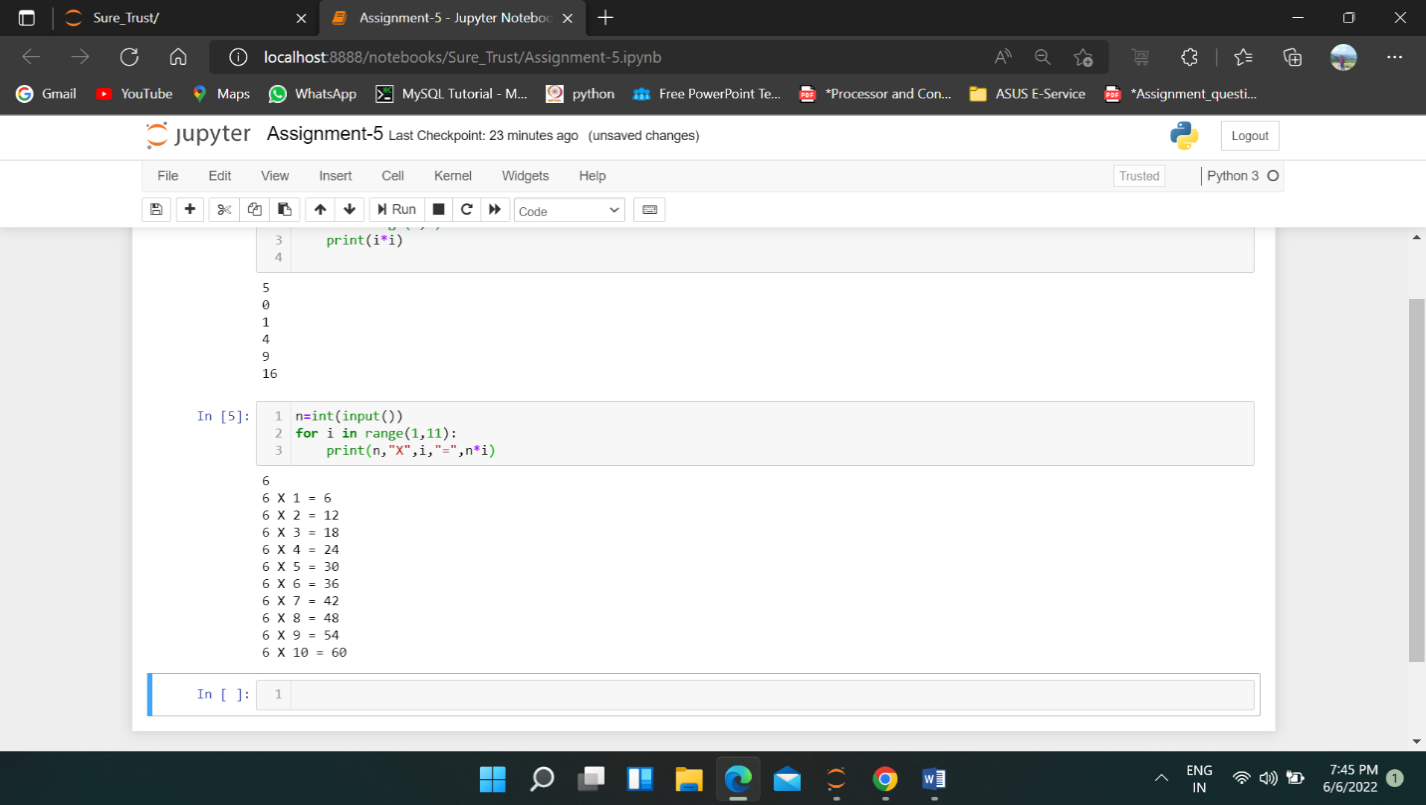 Sure_Trust/
Assignment-5 - Jupyter Noteboo
localhost:8888/notebooks/Sure_Trust/Assignment-5.ipynb
Gmail YouTube Maps WhatsApp MySQL Tutorial - M... python Free PowerPoint Te... *Processor and Con... ASUS E-Service *Assignment_questi...
jupyter Assignment-5 Last Checkpoint: 23 minutes ago (unsaved changes) Logout
File Edit View Insert Cell Kernel Widgets Help Trusted Python 3
Run Code
3 print(i*i)
4
5
0
1
4
9
16
In [5]: 1 n=int(input())
2 for i in range(1,11):
3 print(n,"X",i,"=",n*i)
6
6 X 1 = 6
6 X 2 = 12
6 X 3 = 18
6 X 4 = 24
6 X 5 = 30
6 X 6 = 36
6 X 7 = 42
6 X 8 = 48
6 X 9 = 54
6 X 10 = 60
In [ ]: 1
ENG
IN
7:45 PM
6/6/2022
1